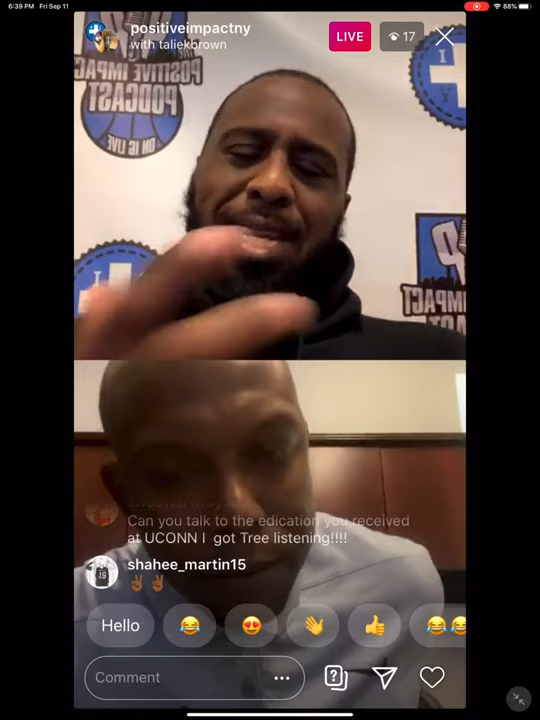 6:39 PM Fri Sep 11
88%
positiveimpactny
with taliekbrown
LIVE
17
POSITIVE IMPACT
PODCAST
ON IG LIVE
IMPACT
Can you talk to the edication you received
at UCONN I got Tree listening!!!!
shahee_martin15
Hello
Comment